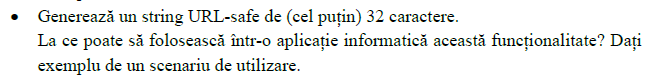 • Generează un string URL-safe de (cel puțin) 32 caractere.
La ce poate să folosească într-o aplicație informatică această funcționalitate? Dați
exemplu de un scenariu de utilizare.